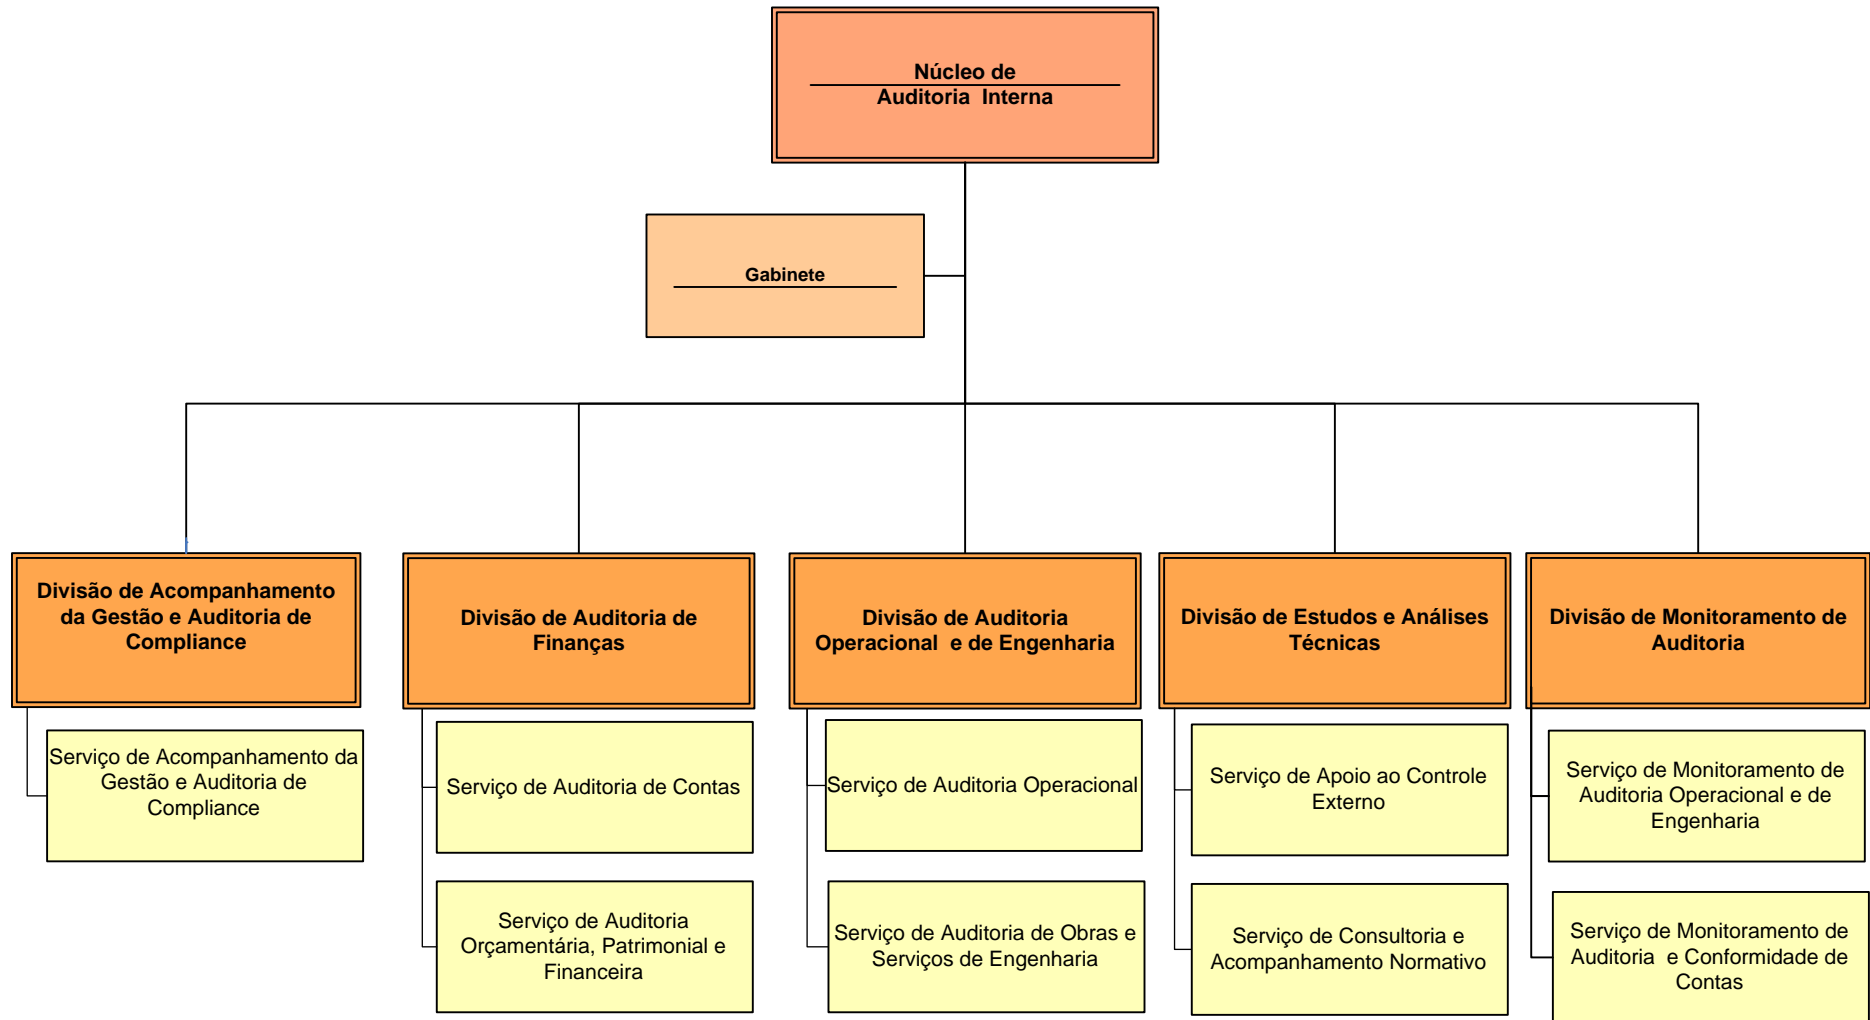 Núcleo de
Auditoria Interna
Gabinete
Divisão de Acompanhamento
da Gestão e Auditoria de
Compliance
Divisão de Auditoria de
Finanças
Divisão de Auditoria
Operacional e de Engenharia
Divisão de Estudos e Análises
Técnicas
Divisão de Monitoramento de
Auditoria
Serviço de Acompanhamento da
Gestão e Auditoria de
Compliance
Serviço de Auditoria de Contas
Serviço de Auditoria Operacional
Serviço de Apoio ao Controle
Externo
Serviço de Monitoramento de
Auditoria Operacional e de
Engenharia
Serviço de Auditoria
Orçamentária, Patrimonial e
Financeira
Serviço de Auditoria de Obras e
Serviços de Engenharia
Serviço de Consultoria e
Acompanhamento Normativo
Serviço de Monitoramento de
Auditoria e Conformidade de
Contas